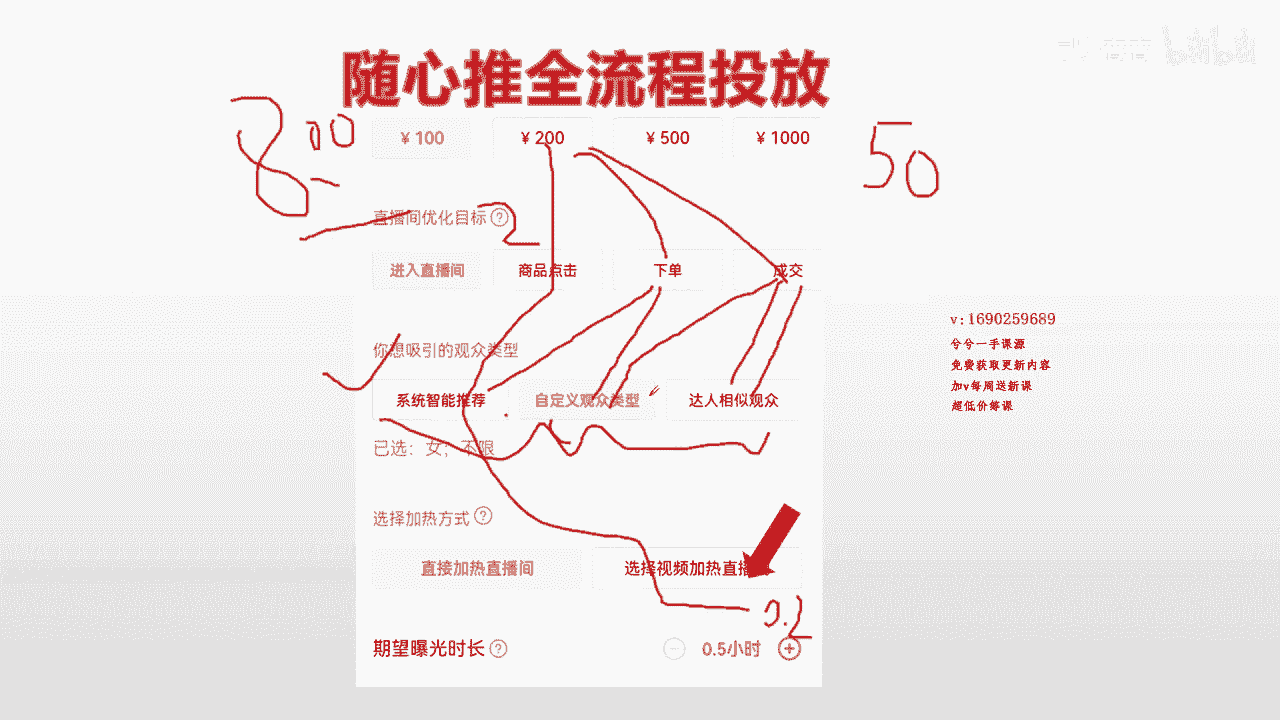 随心推全流程投放
800
50
¥ 100 ¥ 200 ¥ 500 ¥ 1000
直播间优化目标 ?
2
进入直播间 商品点击 下单 成交
v:1690259689
兮兮一手课源
免费获取更新内容
加v每周送新课
超低价筹课
你想吸引的观众类型
系统智能推荐 自定义观众类型 达人相似观众
已选：女；不限
选择加热方式 ?
直接加热直播间 选择视频加热直播
0.2
期望曝光时长 ? - 0.5小时 +